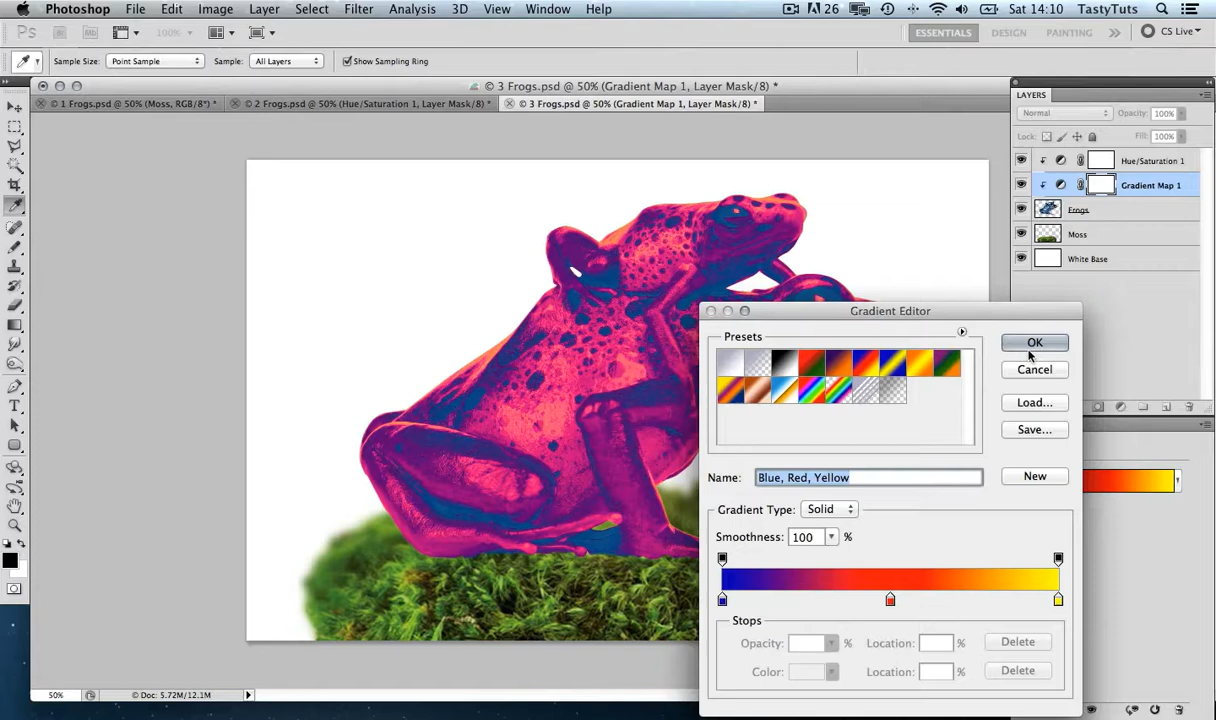 Photoshop File Edit Image Layer Select Filter Analysis 3D View Window Help 26 Sat 14:10 TastyTuts
Ps Br Mb 100% ESSENTIALS DESIGN PAINTING CS Live
Sample Size: Point Sample Sample: All Layers Show Sampling Ring
© 3 Frogs.psd @ 50% (Gradient Map 1, Layer Mask/8) *
© 1 Frogs.psd @ 50% (Moss, RGB/8*) * © 2 Frogs.psd @ 50% (Hue/Saturation 1, Layer Mask/8) * © 3 Frogs.psd @ 50% (Gradient Map 1, Layer Mask/8) *
LAYERS
Normal Opacity: 100%
Lock: Fill: 100%
Hue/Saturation 1
Gradient Map 1
Frogs
Moss
White Base
Gradient Editor
Presets
OK
Cancel
Load...
Save...
Name: Blue, Red, Yellow New
Gradient Type: Solid
Smoothness: 100 %
Stops
Opacity: % Location: % Delete
Color: Location: % Delete
50% Doc: 5.72M/12.1M